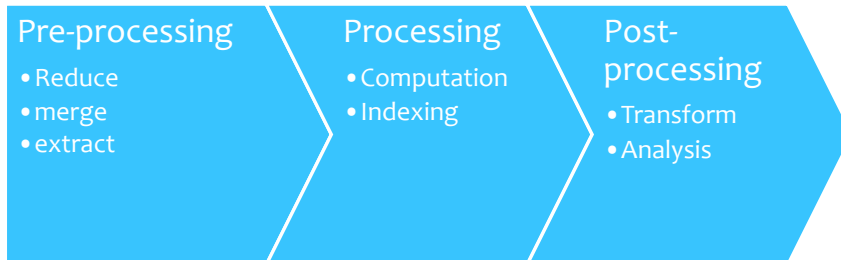 Pre-processing
•Reduce
•merge
•extract
Processing
•Computation
•Indexing
Post-
processing
•Transform
•Analysis